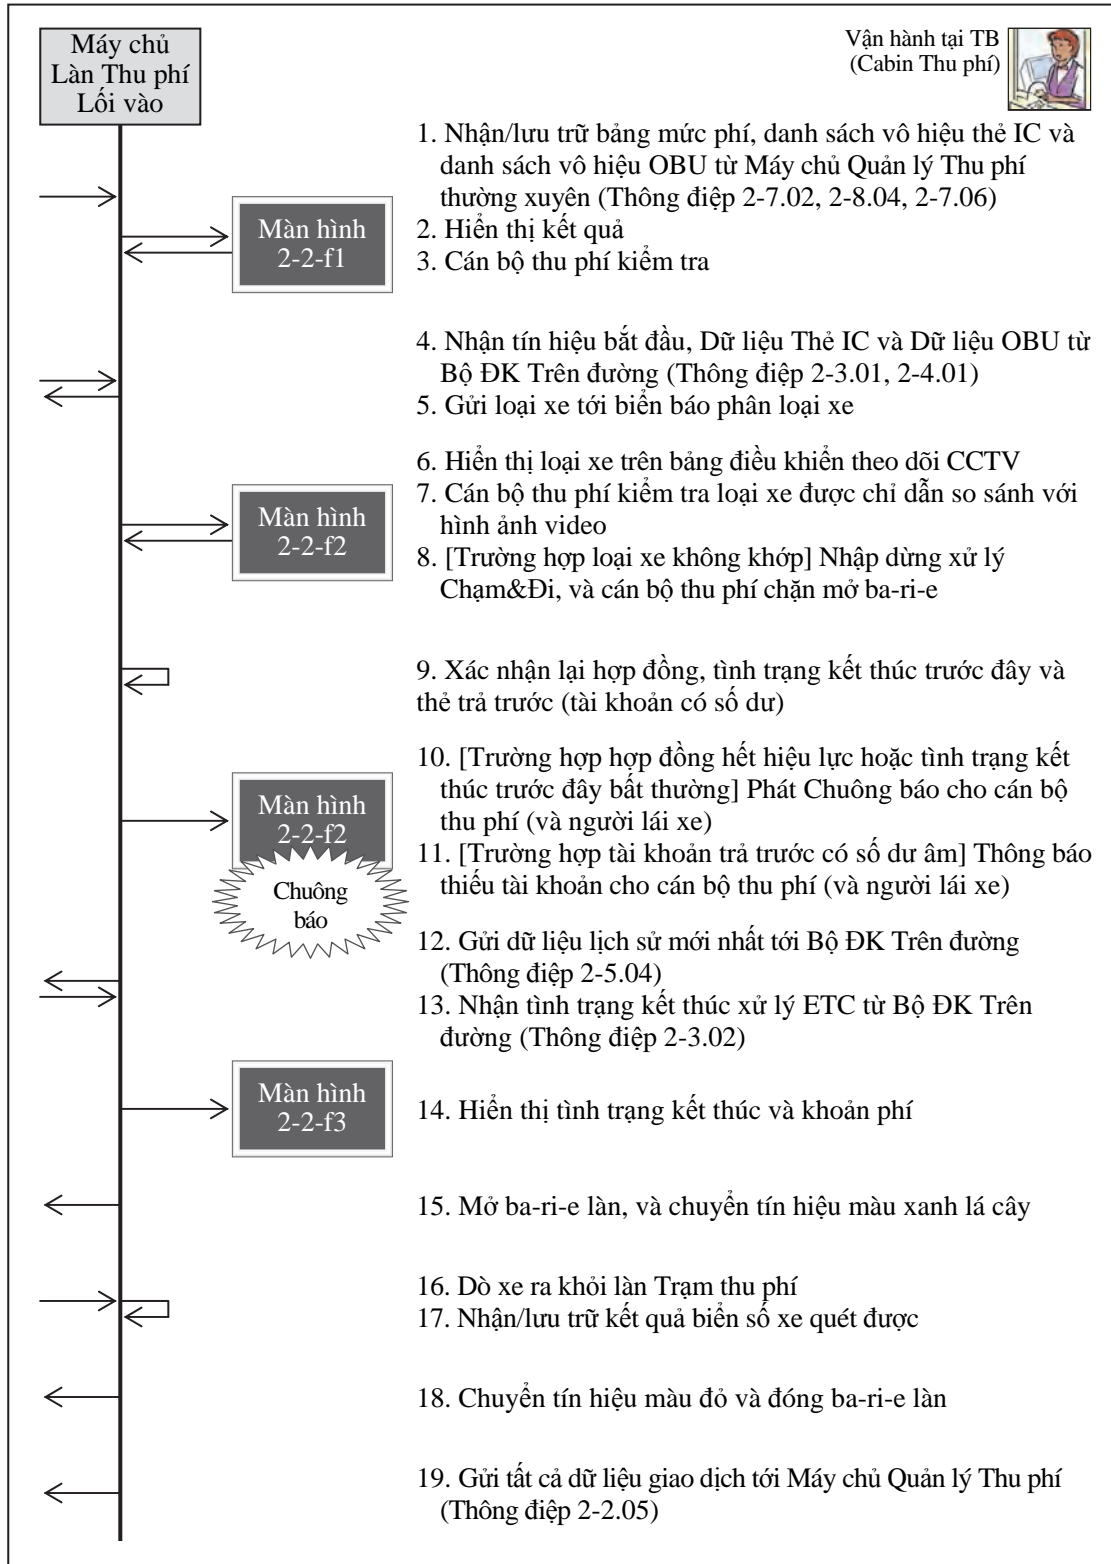 Máy chủ
Làn Thu phí
Lối vào
Vận hành tại TB
(Cabin Thu phí)
1. Nhận/lưu trữ bảng mức phí, danh sách vô hiệu thẻ IC và
danh sách vô hiệu OBU từ Máy chủ Quản lý Thu phí
thường xuyên (Thông điệp 2-7.02, 2-8.04, 2-7.06)
Màn hình
2-2-f1
2. Hiển thị kết quả
3. Cán bộ thu phí kiểm tra
4. Nhận tín hiệu bắt đầu, Dữ liệu Thẻ IC và Dữ liệu OBU từ
Bộ ĐK Trên đường (Thông điệp 2-3.01, 2-4.01)
5. Gửi loại xe tới biển báo phân loại xe
6. Hiển thị loại xe trên bảng điều khiển theo dõi CCTV
7. Cán bộ thu phí kiểm tra loại xe được chỉ dẫn so sánh với
hình ảnh video
Màn hình
2-2-f2
8. [Trường hợp loại xe không khớp] Nhập dừng xử lý
Chạm&Đi, và cán bộ thu phí chặn mở ba-ri-e
9. Xác nhận lại hợp đồng, tình trạng kết thúc trước đây và
thẻ trả trước (tài khoản có số dư)
10. [Trường hợp hợp đồng hết hiệu lực hoặc tình trạng kết
thúc trước đây bất thường] Phát Chuông báo cho cán bộ
thu phí (và người lái xe)
Màn hình
2-2-f2
Chuông
báo
11. [Trường hợp tài khoản trả trước có số dư âm] Thông báo
thiếu tài khoản cho cán bộ thu phí (và người lái xe)
12. Gửi dữ liệu lịch sử mới nhất tới Bộ ĐK Trên đường
(Thông điệp 2-5.04)
13. Nhận tình trạng kết thúc xử lý ETC từ Bộ ĐK Trên
đường (Thông điệp 2-3.02)
Màn hình
2-2-f3
14. Hiển thị tình trạng kết thúc và khoản phí
15. Mở ba-ri-e làn, và chuyển tín hiệu màu xanh lá cây
16. Dò xe ra khỏi làn Trạm thu phí
17. Nhận/lưu trữ kết quả biển số xe quét được
18. Chuyển tín hiệu màu đỏ và đóng ba-ri-e làn
19. Gửi tất cả dữ liệu giao dịch tới Máy chủ Quản lý Thu phí
(Thông điệp 2-2.05)